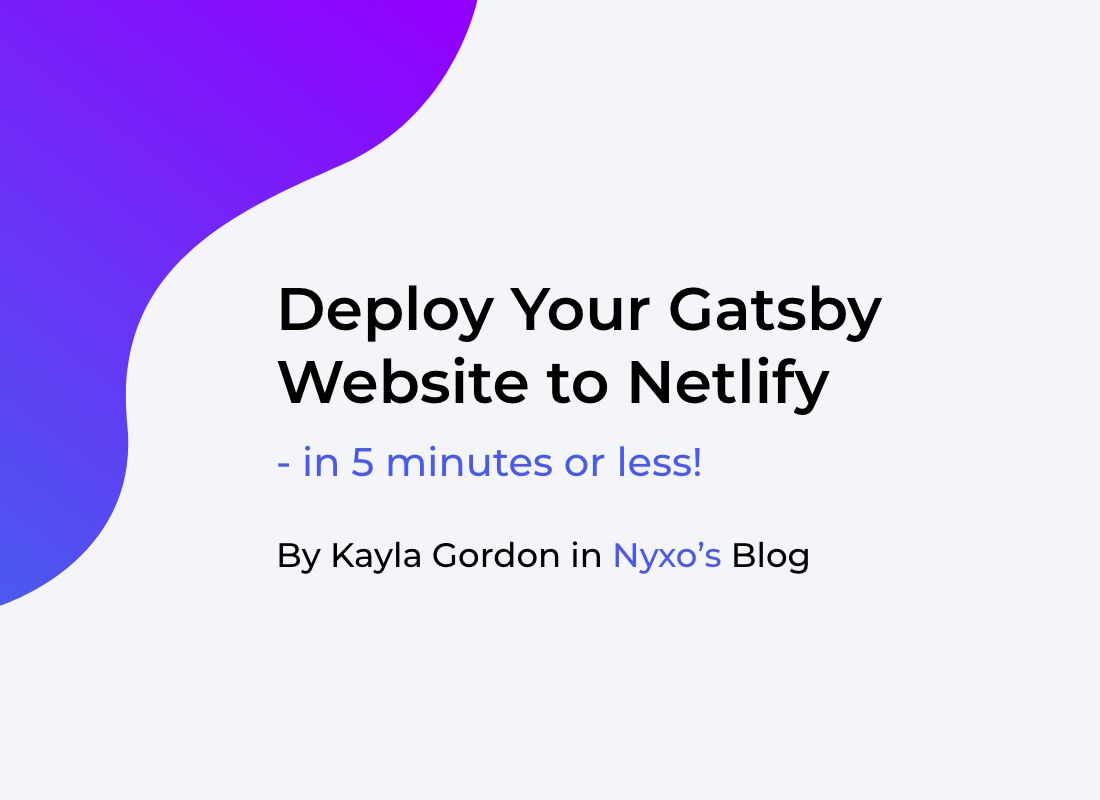 Deploy Your Gatsby
Website to Netlify
- in 5 minutes or less!
By Kayla Gordon in Nyxo’s Blog